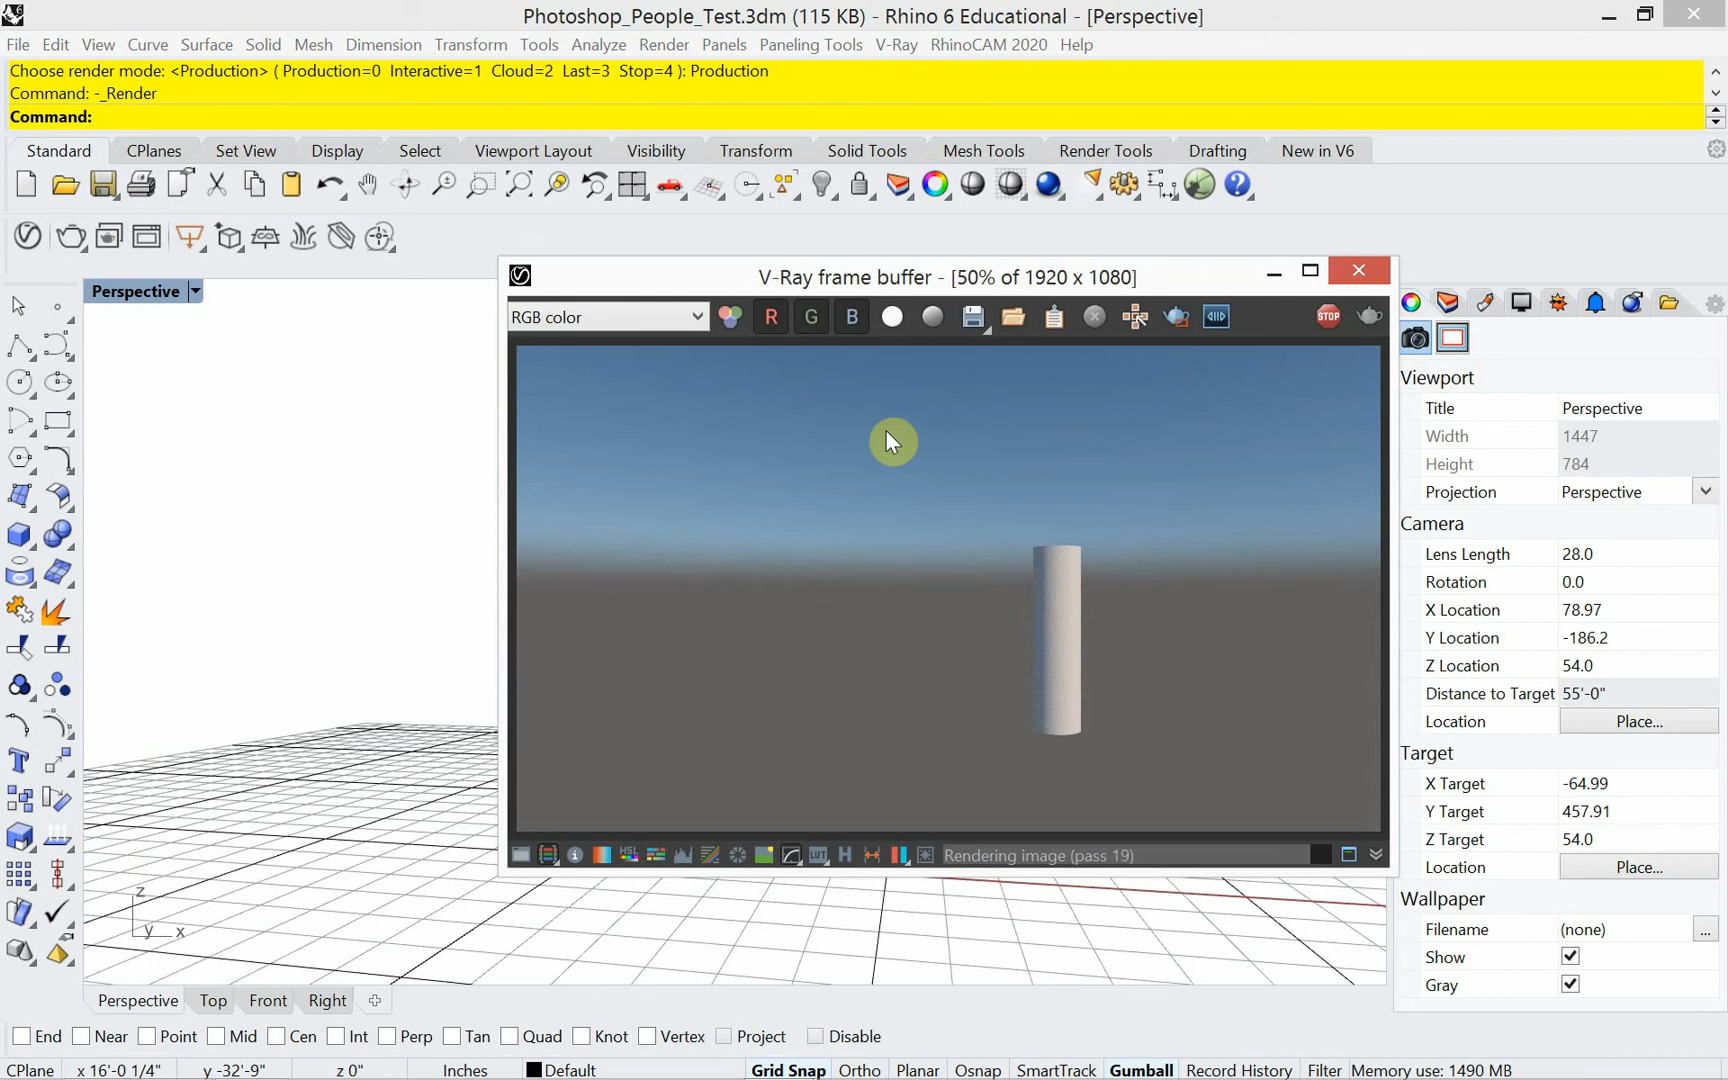 Photoshop_People_Test.3dm (115 KB) - Rhino 6 Educational - [Perspective]
File Edit View Curve Surface Solid Mesh Dimension Transform Tools Analyze Render Panels Paneling Tools V-Ray RhinoCAM 2020 Help
Choose render mode: <Production> ( Production=0 Interactive=1 Cloud=2 Last=3 Stop=4 ): Production
Command: -_Render
Command:
Standard CPlanes Set View Display Select Viewport Layout Visibility Transform Solid Tools Mesh Tools Render Tools Drafting New in V6
Perspective
V-Ray frame buffer - [50% of 1920 x 1080]
RGB color R G B STOP
HSL LUT H Rendering image (pass 19)
Viewport
Title Perspective
Width 1447
Height 784
Projection Perspective
Camera
Lens Length 28.0
Rotation 0.0
X Location 78.97
Y Location -186.2
Z Location 54.0
Distance to Target 55'-0"
Location Place...
Target
X Target -64.99
Y Target 457.91
Z Target 54.0
Location Place...
Wallpaper
Filename (none) ...
Show
Gray
z
y x
Perspective Top Front Right
End Near Point Mid Cen Int Perp Tan Quad Knot Vertex Project Disable
CPlane x 16'-0 1/4" y -32'-9" z 0" Inches Default Grid Snap Ortho Planar Osnap SmartTrack Gumball Record History Filter Memory use: 1490 MB